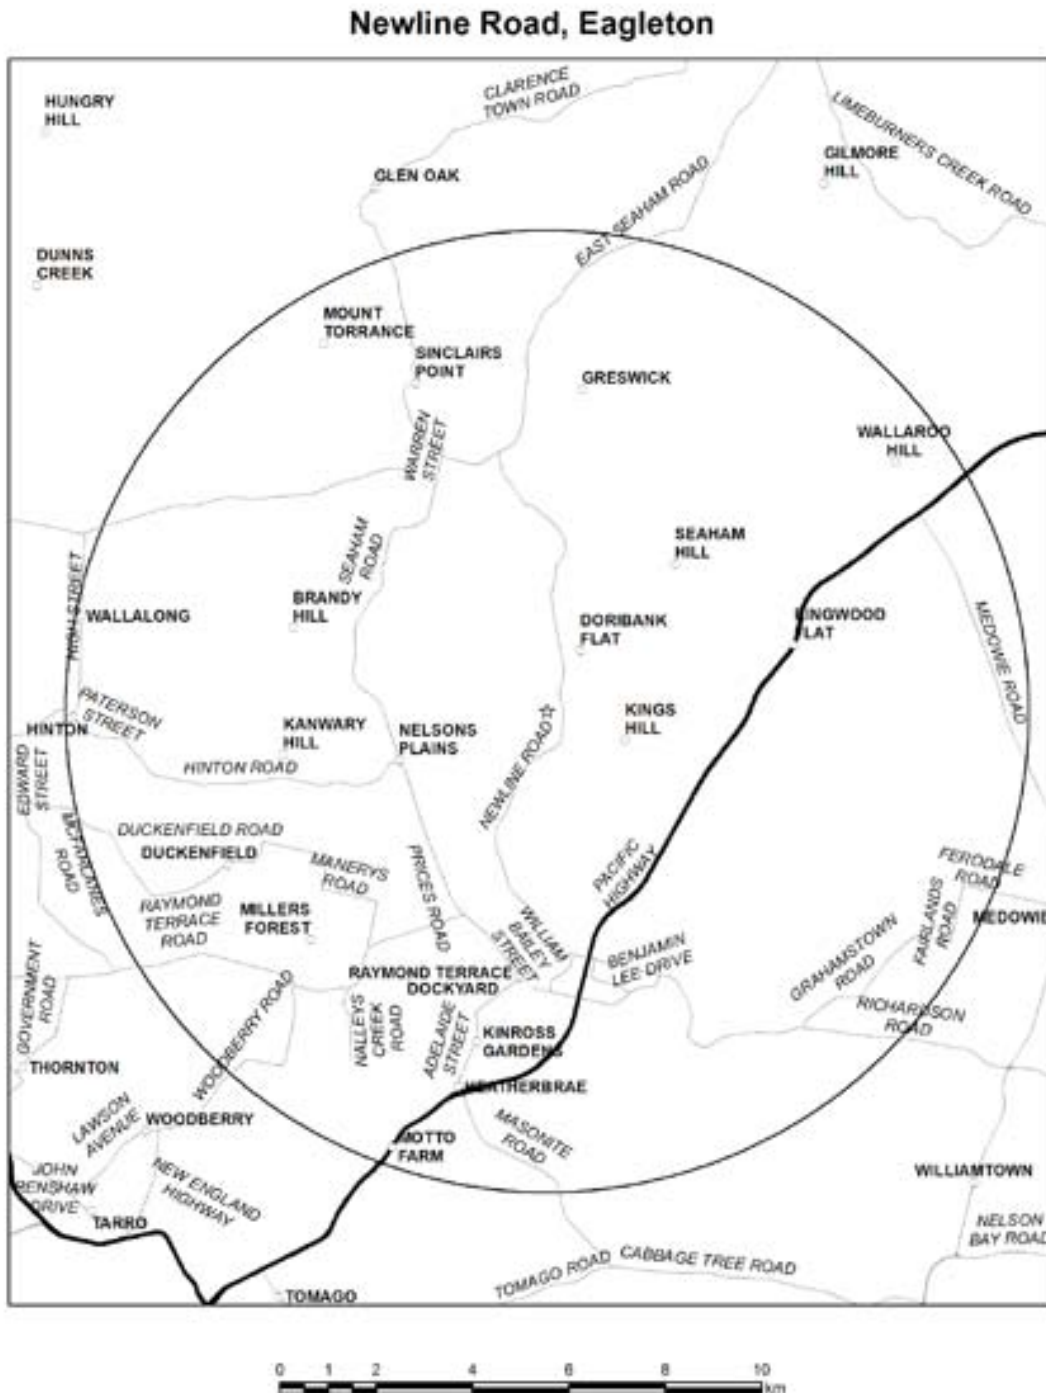 Newline Road, Eagleton
HUNGRY
HILL
CLARENCE
TOWN ROAD
LIMEBURNERS CREEK ROAD
GILMORE
HILL
GLEN OAK
EAST SEAHAM ROAD
DUNNS
CREEK
MOUNT
TORRANCE
SINCLAIRS
POINT
GRESWICK
WARREN
STREET
WALLAROO
HILL
SEAHAM
ROAD
SEAHAM
HILL
HIGH STREET
WALLALONG
BRANDY
HILL
DORIBANK
FLAT
KINGWOOD
FLAT
MEDOWIE ROAD
PATERSON
STREET
HINTON
KANWARY
HILL
NELSONS
PLAINS
KINGS
HILL
HINTON ROAD
EDWARD
STREET
NEWLINE ROAD
MCFARLANES
ROAD
DUCKENFIELD ROAD
DUCKENFIELD
MANERYS
ROAD
PRICES ROAD
PACIFIC
HIGHWAY
FERODALE
ROAD
RAYMOND
TERRACE
ROAD
MILLERS
FOREST
WILLIAM
BAILEY
STREET
FAIRLANDS
ROAD
MEDOWIE
GRAHAMSTOWN
ROAD
BENJAMIN
LEE DRIVE
RAYMOND TERRACE
DOCKYARD
GOVERNMENT
ROAD
WOODBERRY ROAD
NALLEYS
CREEK
ROAD
ADELAIDE
STREET
RICHARDSON
ROAD
KINROSS
GARDENS
THORNTON
HEATHERBRAE
LAWSON
AVENUE
WOODBERRY
MASONITE
ROAD
MOTTO
FARM
JOHN
RENSHAW
DRIVE
NEW ENGLAND
HIGHWAY
WILLIAMTOWN
TARRO
NELSON
BAY ROAD
TOMAGO ROAD
CABBAGE TREE ROAD
TOMAGO
0 1 2 4 6 8 10
km